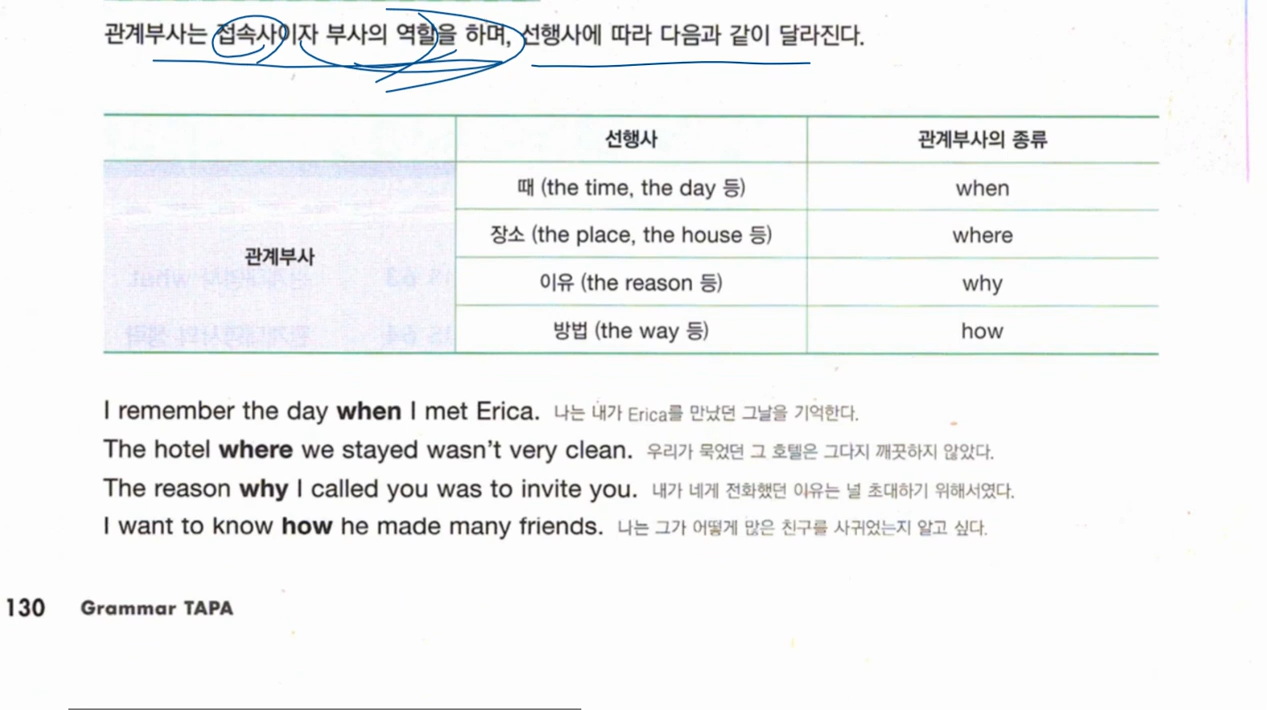 관계부사는 접속사이자 부사의 역할을 하며, 선행사에 따라 다음과 같이 달라진다.
선행사 관계부사의 종류
때 (the time, the day 등) when
장소 (the place, the house 등) where
관계부사
이유 (the reason 등) why
방법 (the way 등) how
I remember the day when I met Erica. 나는 내가 Erica를 만났던 그날을 기억한다.
The hotel where we stayed wasn't very clean. 우리가 묵었던 그 호텔은 그다지 깨끗하지 않았다.
The reason why I called you was to invite you. 내가 네게 전화했던 이유는 널 초대하기 위해서였다.
I want to know how he made many friends. 나는 그가 어떻게 많은 친구를 사귀었는지 알고 싶다.
130 Grammar TAPA